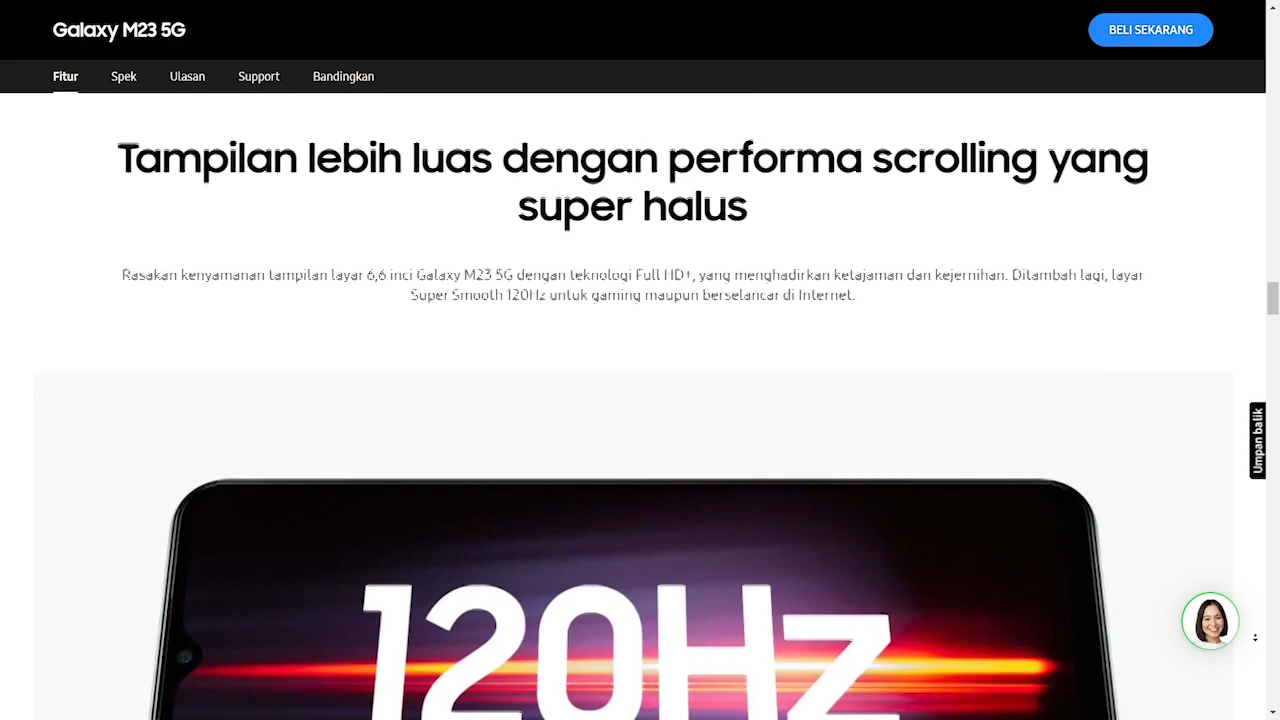 Galaxy M23 5G
BELI SEKARANG
Fitur Spek Ulasan Support Bandingkan
Tampilan lebih luas dengan performa scrolling yang
super halus
Rasakan kenyamanan tampilan layar 6,6 inci Galaxy M23 5G dengan teknologi Full HD+, yang menghadirkan ketajaman dan kejernihan. Ditambah lagi, layar
Super Smooth 120Hz untuk gaming maupun berselancar di Internet.
Umpan balik
120Hz